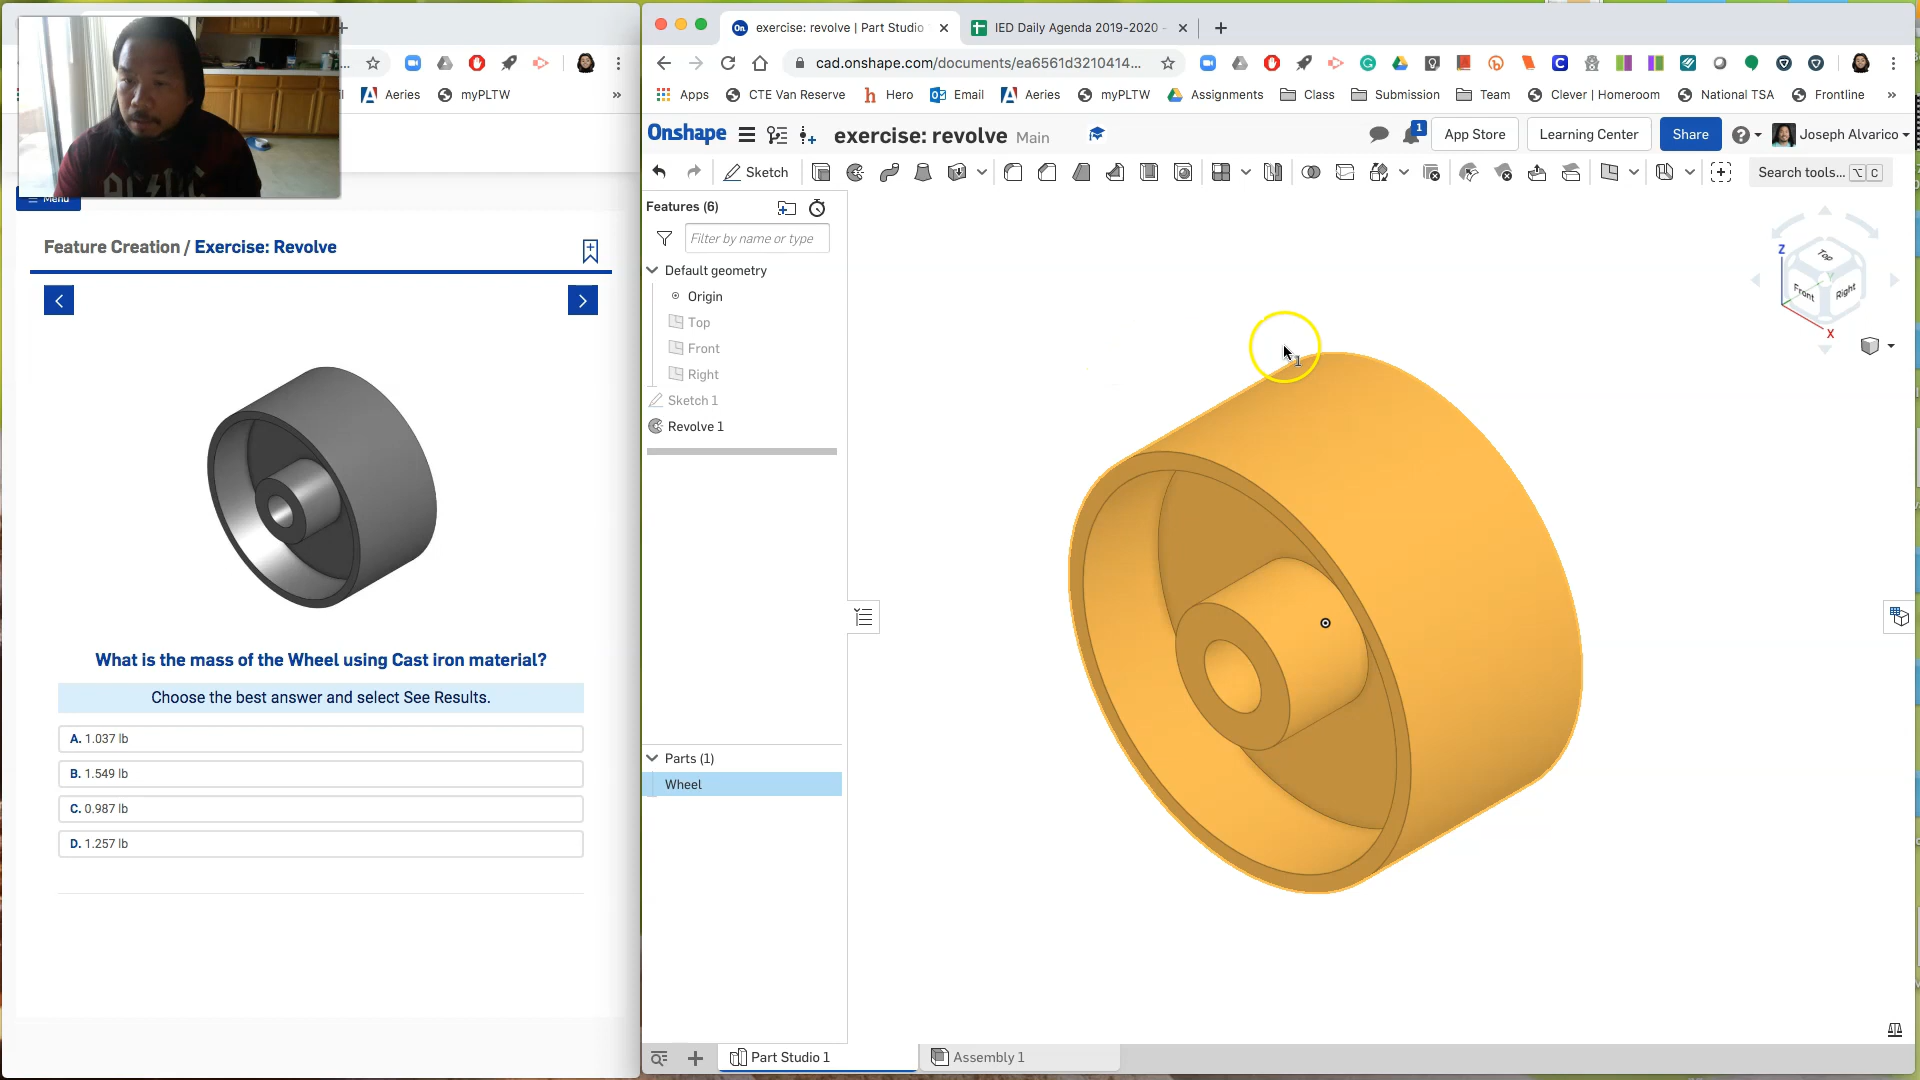 exercise: revolve | Part Studio
IED Daily Agenda 2019-2020 -
cad.onshape.com/documents/ea6561d3210414...
Aeries
myPLTW
»
Apps
CTE Van Reserve
Hero
Email
Aeries
myPLTW
Assignments
Class
Submission
Team
Clever | Homeroom
National TSA
Frontline
»
Menu
Feature Creation / Exercise: Revolve
What is the mass of the Wheel using Cast iron material?
Choose the best answer and select See Results.
A. 1.037 lb
B. 1.549 lb
C. 0.987 lb
D. 1.257 lb
Onshape
exercise: revolve Main
1
App Store
Learning Center
Share
Joseph Alvarico
Sketch
Search tools... ⌥ C
Features (6)
Filter by name or type
Default geometry
Origin
Top
Front
Right
Sketch 1
Revolve 1
Parts (1)
Wheel
1
Z
Top
Front
Right
X
Part Studio 1
Assembly 1